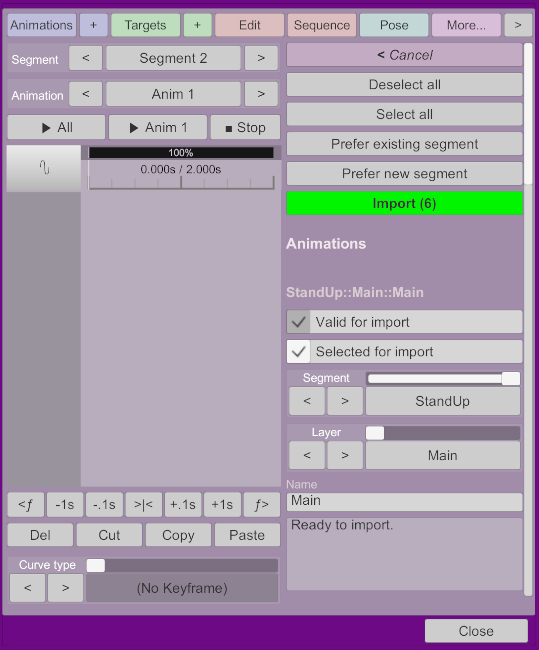 Animations + Targets + Edit Sequence Pose More... >
Segment < Segment 2 >
Animation < Anim 1 >
▶ All ▶ Anim 1 ■ Stop
100%
0.000s / 2.000s
<ƒ -1s -.1s >|< +.1s +1s ƒ>
Del Cut Copy Paste
Curve type
< > (No Keyframe)
< Cancel
Deselect all
Select all
Prefer existing segment
Prefer new segment
Import (6)
Animations
StandUp::Main::Main
Valid for import
Selected for import
Segment
< > StandUp
Layer
< > Main
Name
Main
Ready to import.
Close